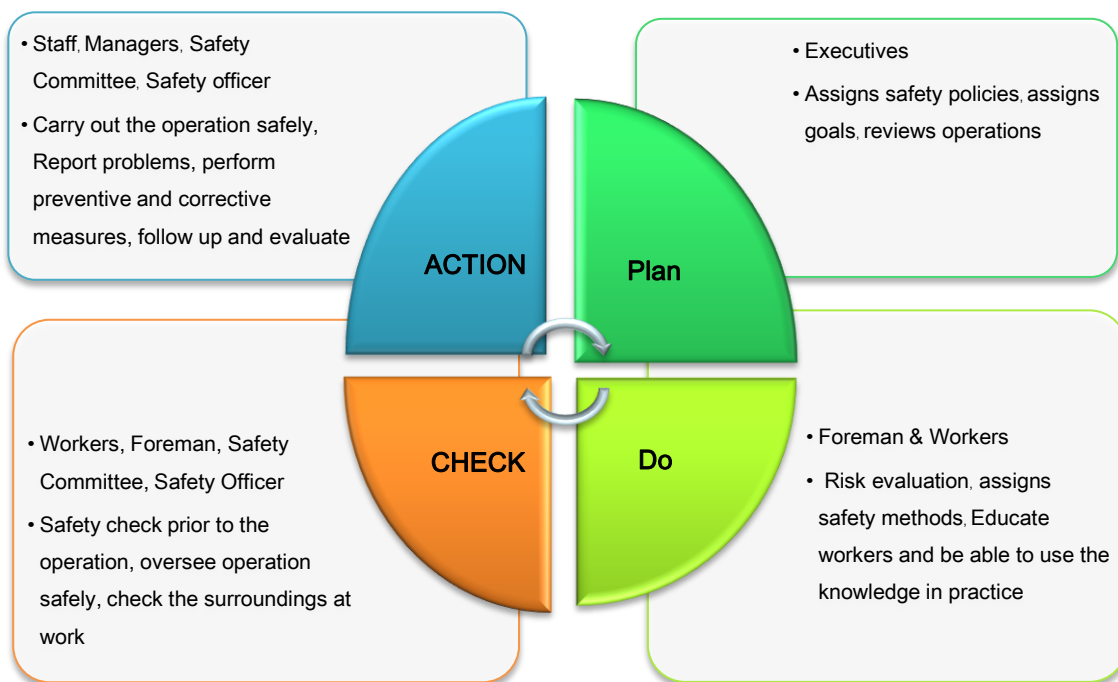 • Staff, Managers, Safety
Committee, Safety officer
• Carry out the operation safely,
Report problems, perform
preventive and corrective
measures, follow up and evaluate
• Executives
• Assigns safety policies, assigns
goals, reviews operations
ACTION
Plan
CHECK
Do
• Workers, Foreman, Safety
Committee, Safety Officer
• Safety check prior to the
operation, oversee operation
safely, check the surroundings at
work
• Foreman & Workers
• Risk evaluation, assigns
safety methods, Educate
workers and be able to use the
knowledge in practice